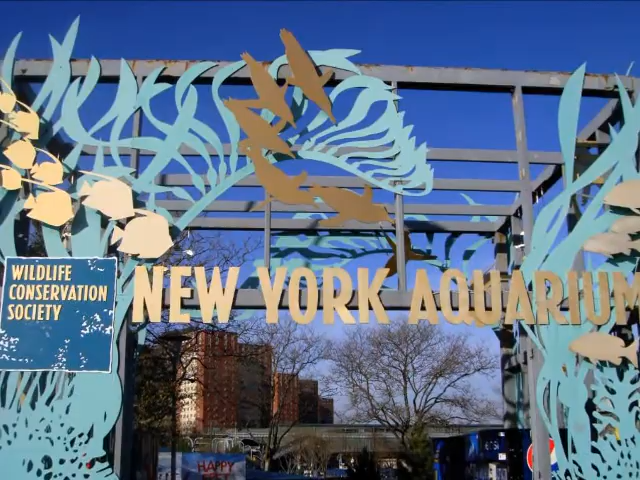 WILDLIFE
CONSERVATION
SOCIETY
NEW YORK AQUARIUM
HAPPY